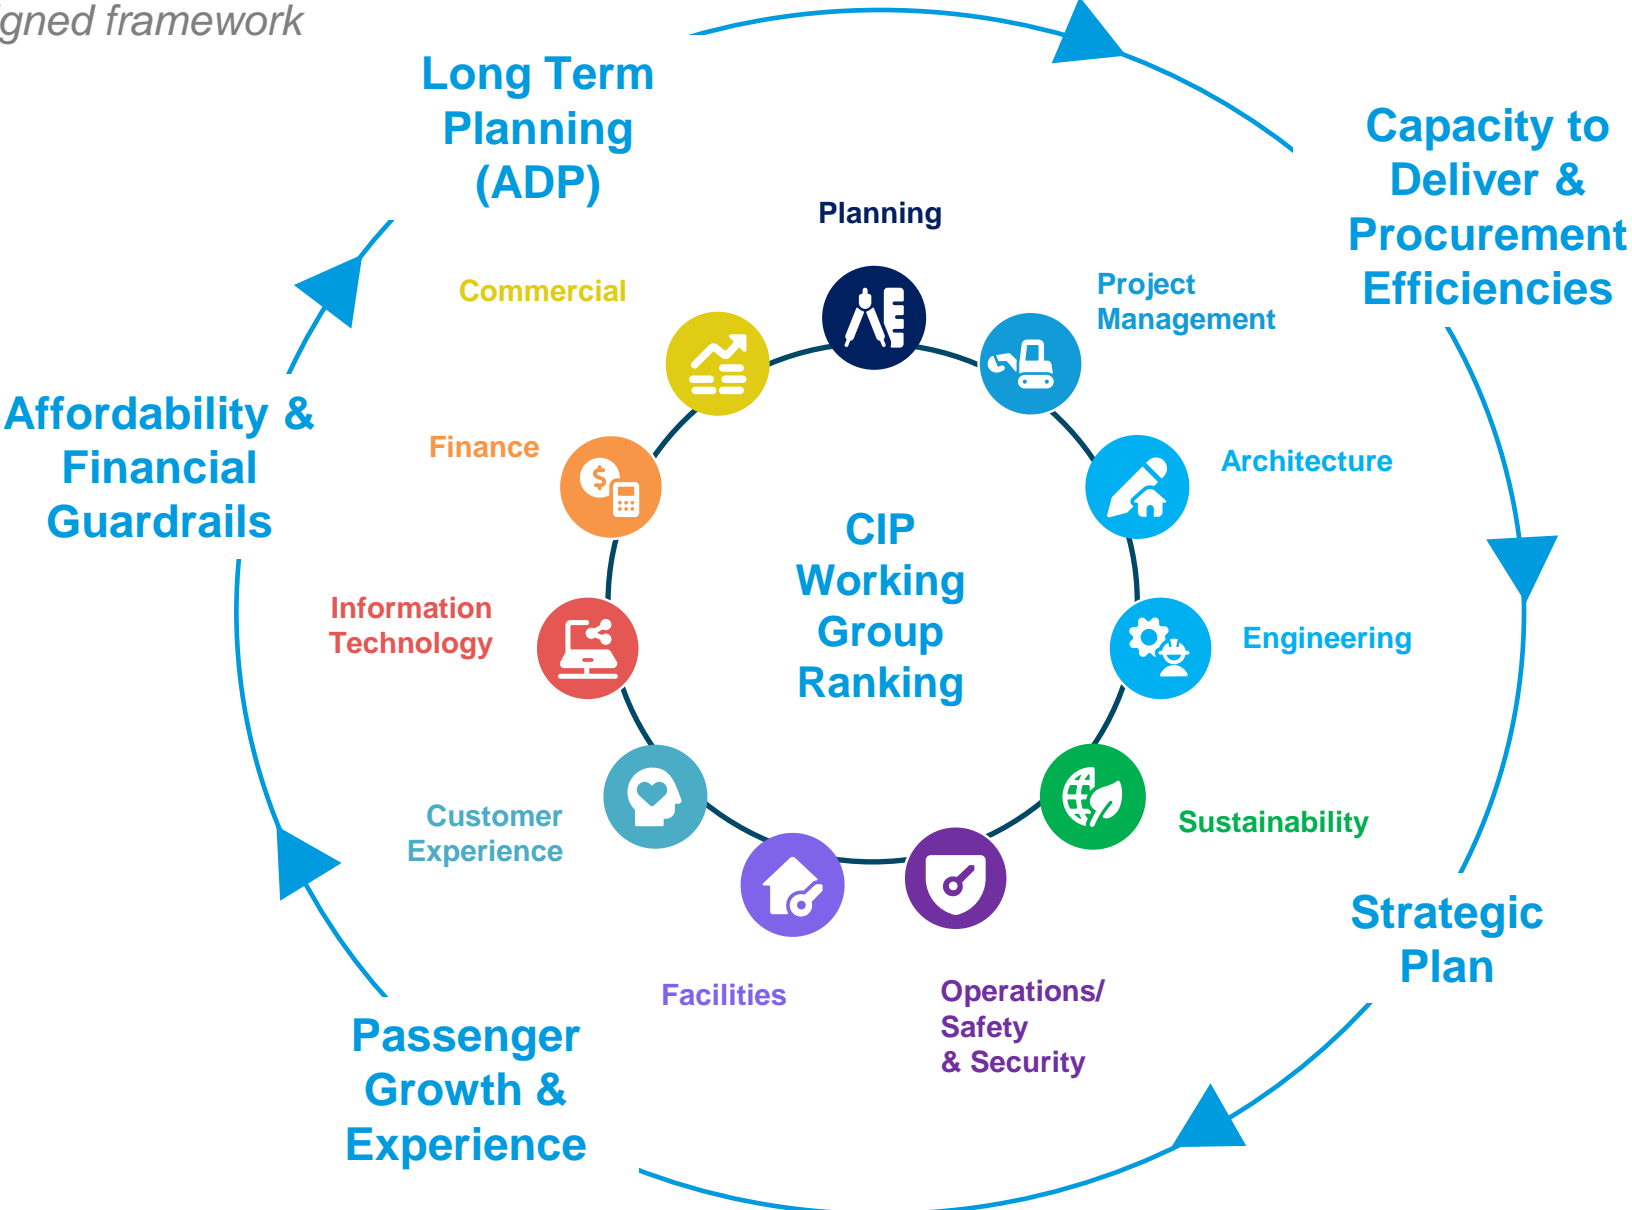 framework
Long Term
Planning
(ADP)
Capacity to
Deliver &
Procurement
Efficiencies
Planning
Commercial
Project
Management
Affordability &
Financial
Guardrails
Finance
Architecture
CIP
Working
Group
Ranking
Information
Technology
Engineering
Customer
Experience
Sustainability
Strategic
Plan
Facilities
Operations/
Safety
& Security
Passenger
Growth &
Experience